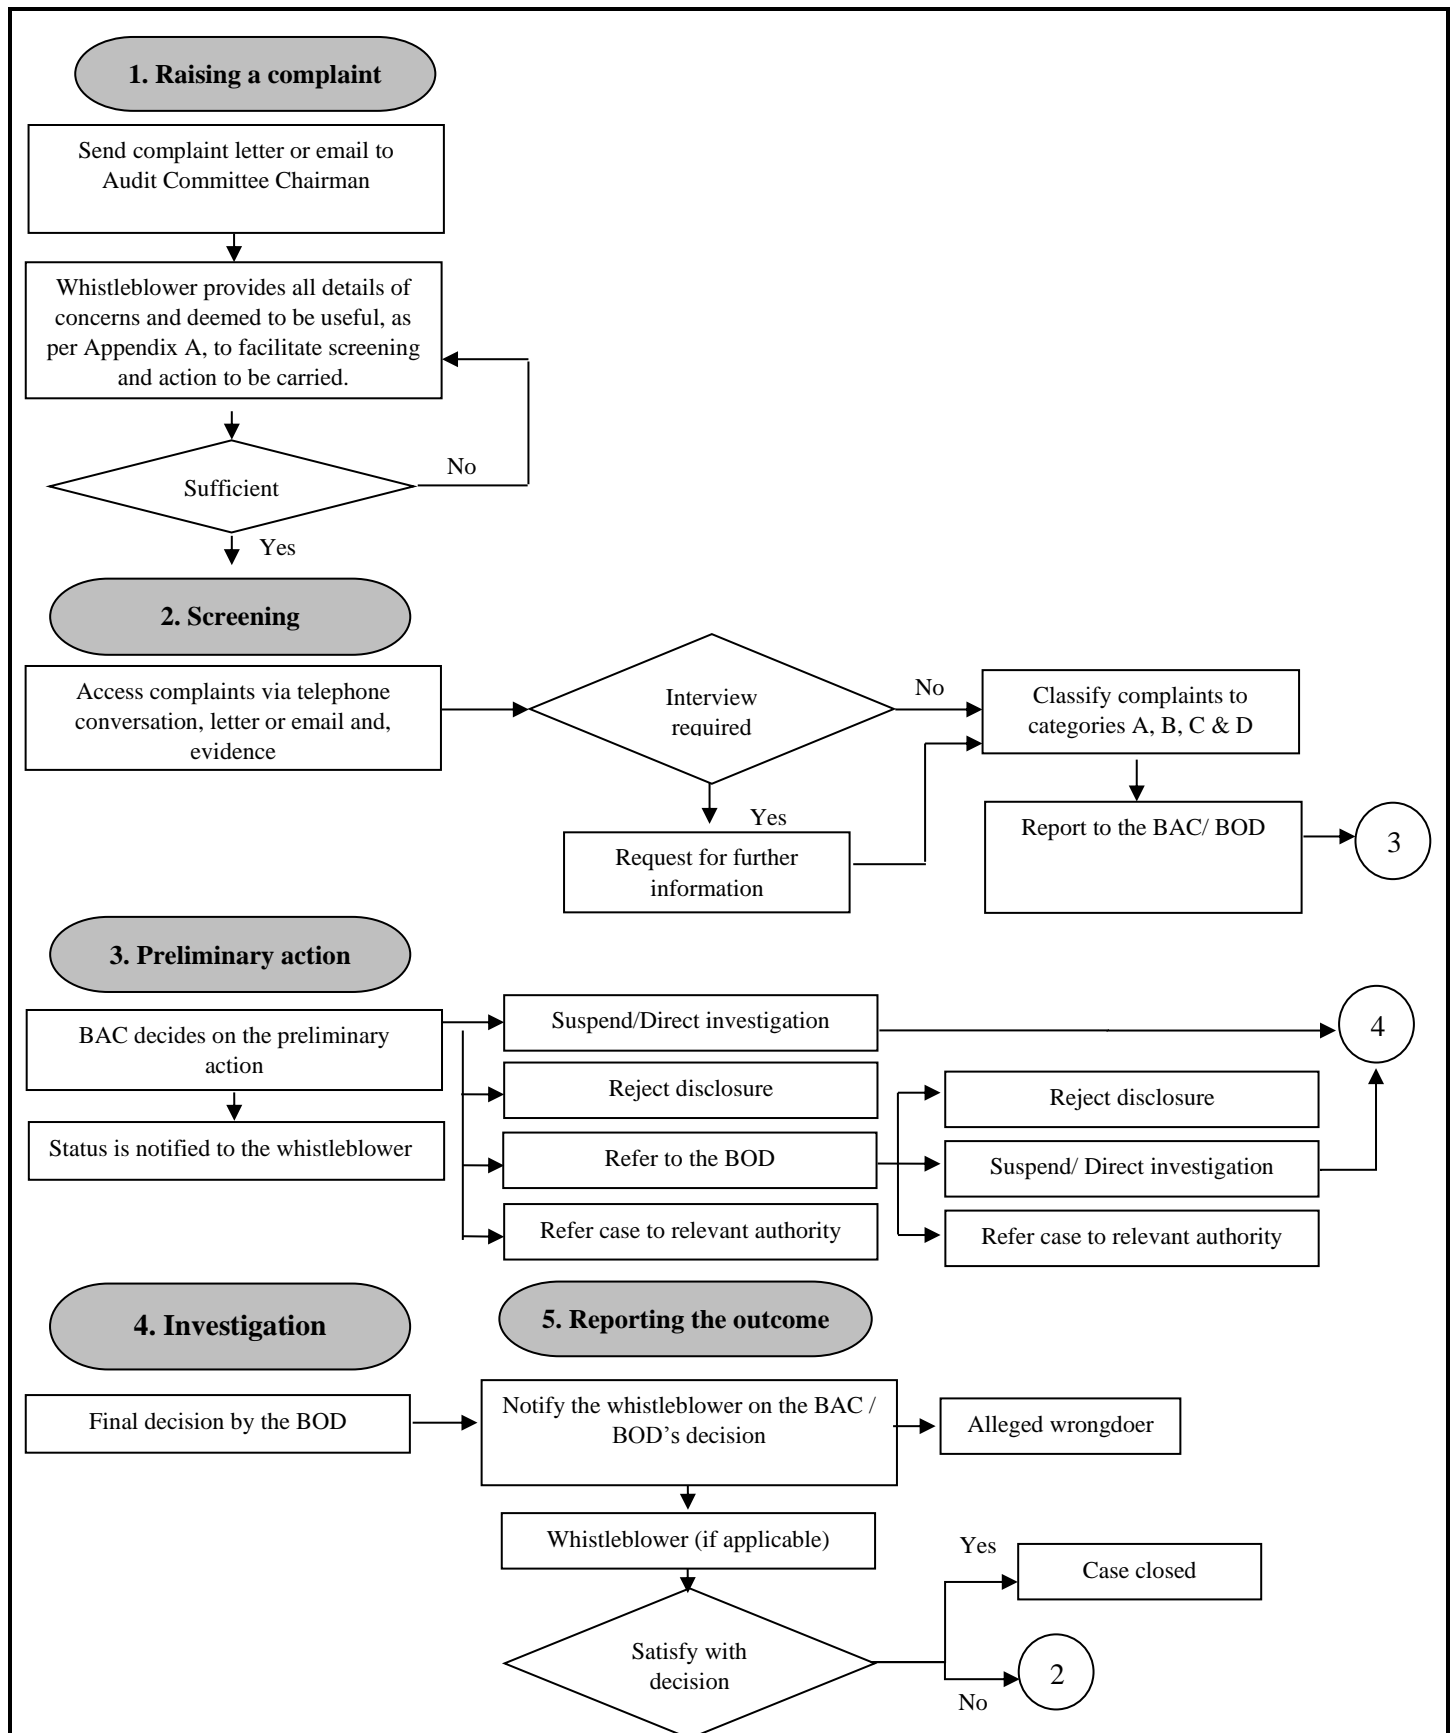 1. Raising a complaint
Send complaint letter or email to
Audit Committee Chairman
Whistleblower provides all details of
concerns and deemed to be useful, as
per Appendix A, to facilitate screening
and action to be carried.
No
Sufficient
Yes
2. Screening
Access complaints via telephone
conversation, letter or email and,
evidence
Interview
required
No
Classify complaints to
categories A, B, C & D
Yes
Request for further
information
Report to the BAC/ BOD
3
3. Preliminary action
BAC decides on the preliminary
action
Status is notified to the whistleblower
Suspend/Direct investigation
4
Reject disclosure
Refer to the BOD
Refer case to relevant authority
Reject disclosure
Suspend/ Direct investigation
Refer case to relevant authority
4. Investigation
5. Reporting the outcome
Final decision by the BOD
Notify the whistleblower on the BAC /
BOD’s decision
Alleged wrongdoer
Whistleblower (if applicable)
Yes
Case closed
Satisfy with
decision
2
No